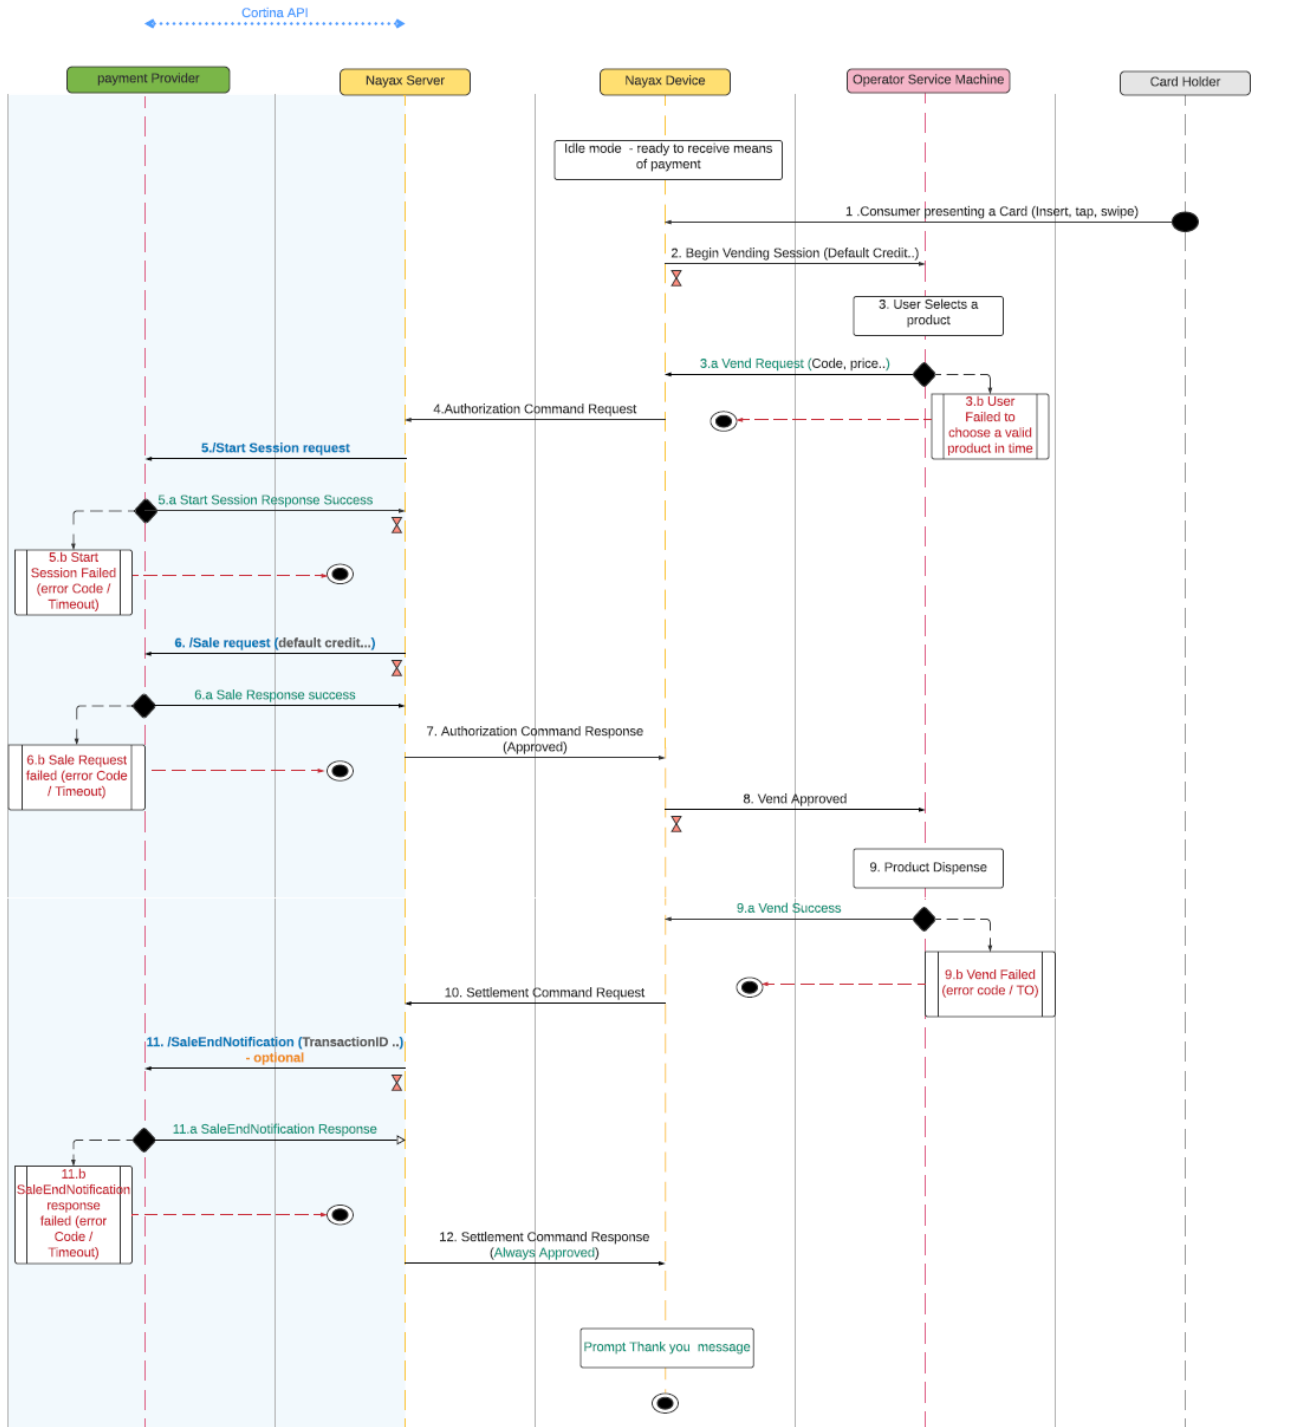 Cortina API
payment Provider
Nayax Server
Nayax Device
Operator Service Machine
Card Holder
Idle mode  - ready to receive means
of payment
1 .Consumer presenting a Card (Insert, tap, swipe)
2. Begin Vending Session (Default Credit..)
3. User Selects a
product
3.a Vend Request (Code, price..)
3.b User
Failed to
choose a valid
product in time
4.Authorization Command Request
5./Start Session request
5.a Start Session Response Success
5.b Start
Session Failed
(error Code /
Timeout)
6. /Sale request (default credit...)
6.a Sale Response success
6.b Sale Request
failed (error Code
/ Timeout)
7. Authorization Command Response
(Approved)
8. Vend Approved
9. Product Dispense
9.a Vend Success
9.b Vend Failed
(error code / TO)
10. Settlement Command Request
11. /SaleEndNotification (TransactionID ..)
- optional
11.a SaleEndNotification Response
11.b
SaleEndNotification
response
failed (error
Code /
Timeout)
12. Settlement Command Response
(Always Approved)
Prompt Thank you  message